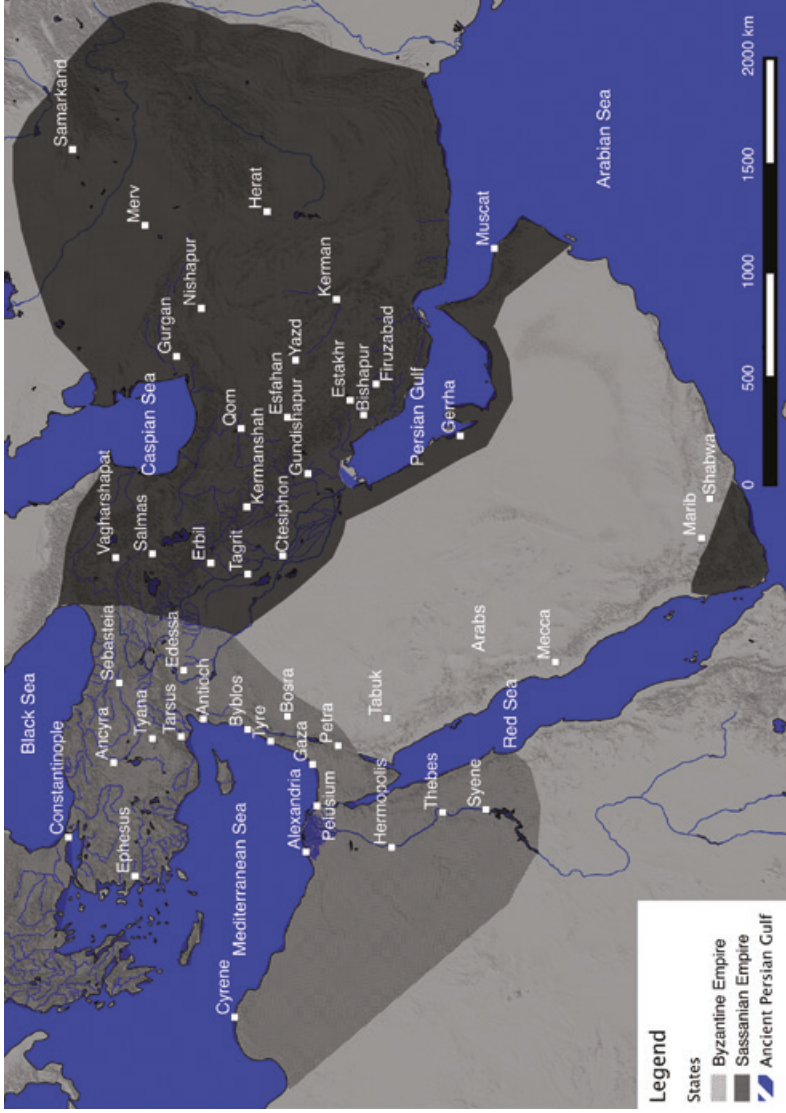 Black Sea
Constantinople
Caspian Sea
Samarkand
Vagharshapat
Sebasteia
Ancyra
Ephesus
Merv
Salmas
Tyana
Gurgan
Edessa
Tarsus
Nishapur
Erbil
Antioch
Qom
Kermanshah
Tagrit
Byblos
Mediterranean Sea
Cyrene
Herat
Esfahan
Yazd
Gundishapur
Ctesiphon
Bosra
Tyre
Gaza
Alexandria
Pelusium
Petra
Kerman
Estakhr
Bishapur
Firuzabad
Tabuk
Hermopolis
Persian Gulf
Gerrha
Thebes
Syene
Arabs
Muscat
Red Sea
Mecca
Arabian Sea
Marib
Shabwa
Legend
States
Byzantine Empire
Sassanian Empire
Ancient Persian Gulf
0 500 1000 1500 2000 km